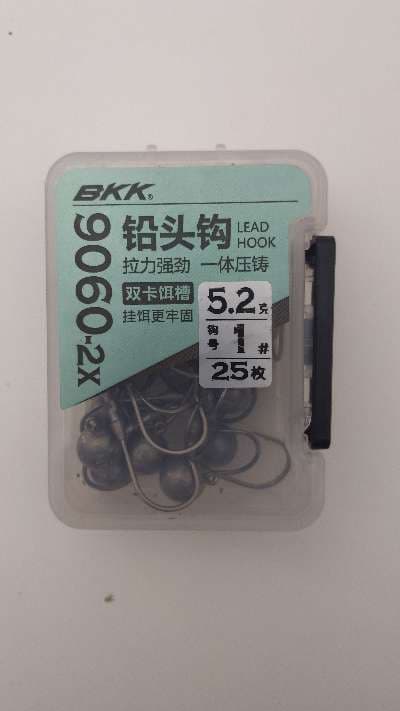 BKK®
9060-2X
铅头钩 LEAD HOOK
拉力强劲 一体压铸
双卡饵槽
挂饵更牢固
5.2克
钩号 1#
25枚